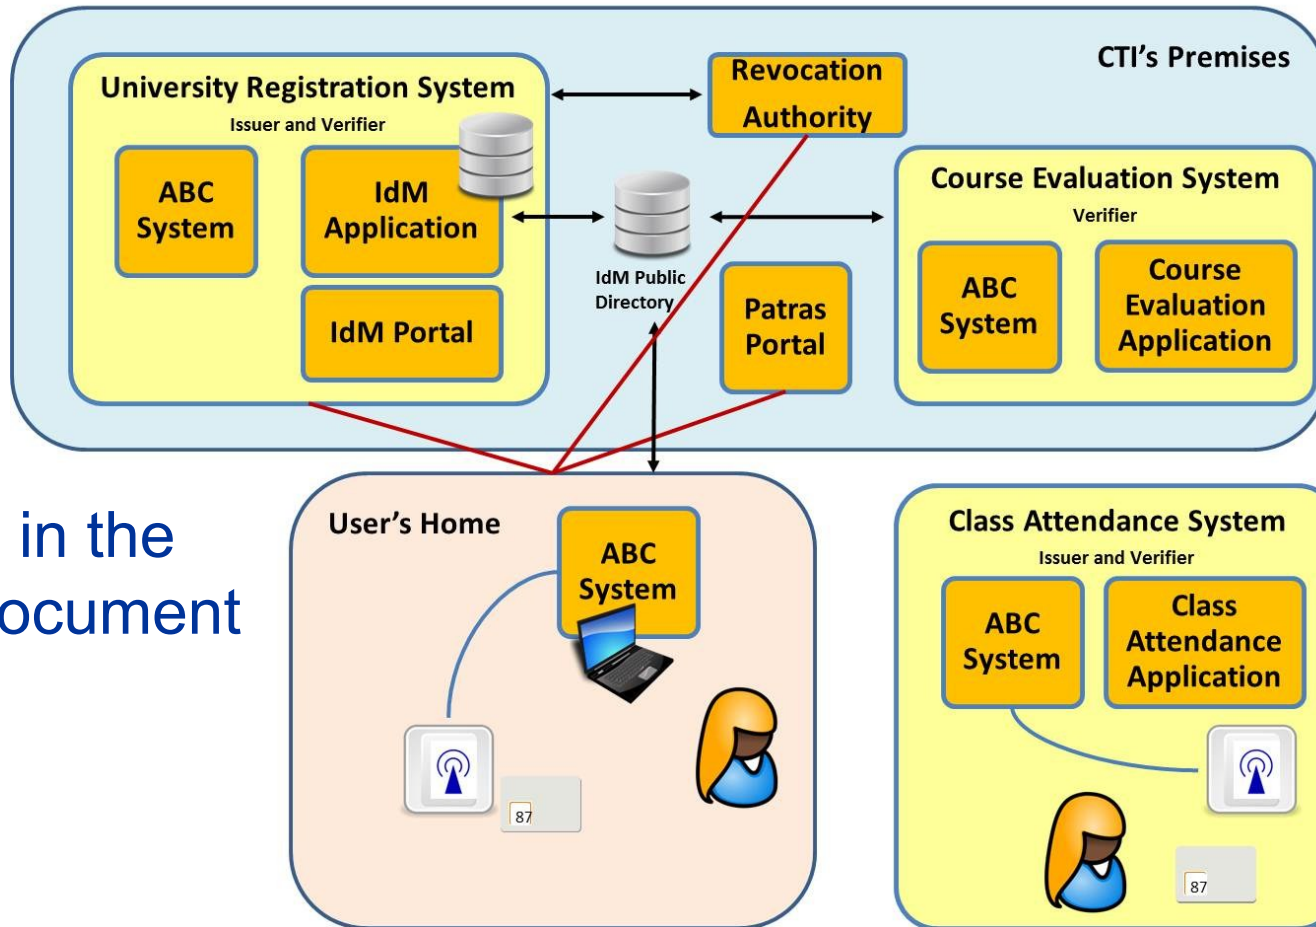 CTI's Premises
University Registration System
Issuer and Verifier
ABC
System
IdM
Application
IdM Portal
Revocation
Authority
IdM Public
Directory
Patras
Portal
Course Evaluation System
Verifier
ABC
System
Course
Evaluation
Application
in the
ocument
User's Home
ABC
System
87
Class Attendance System
Issuer and Verifier
ABC
System
Class
Attendance
Application
87